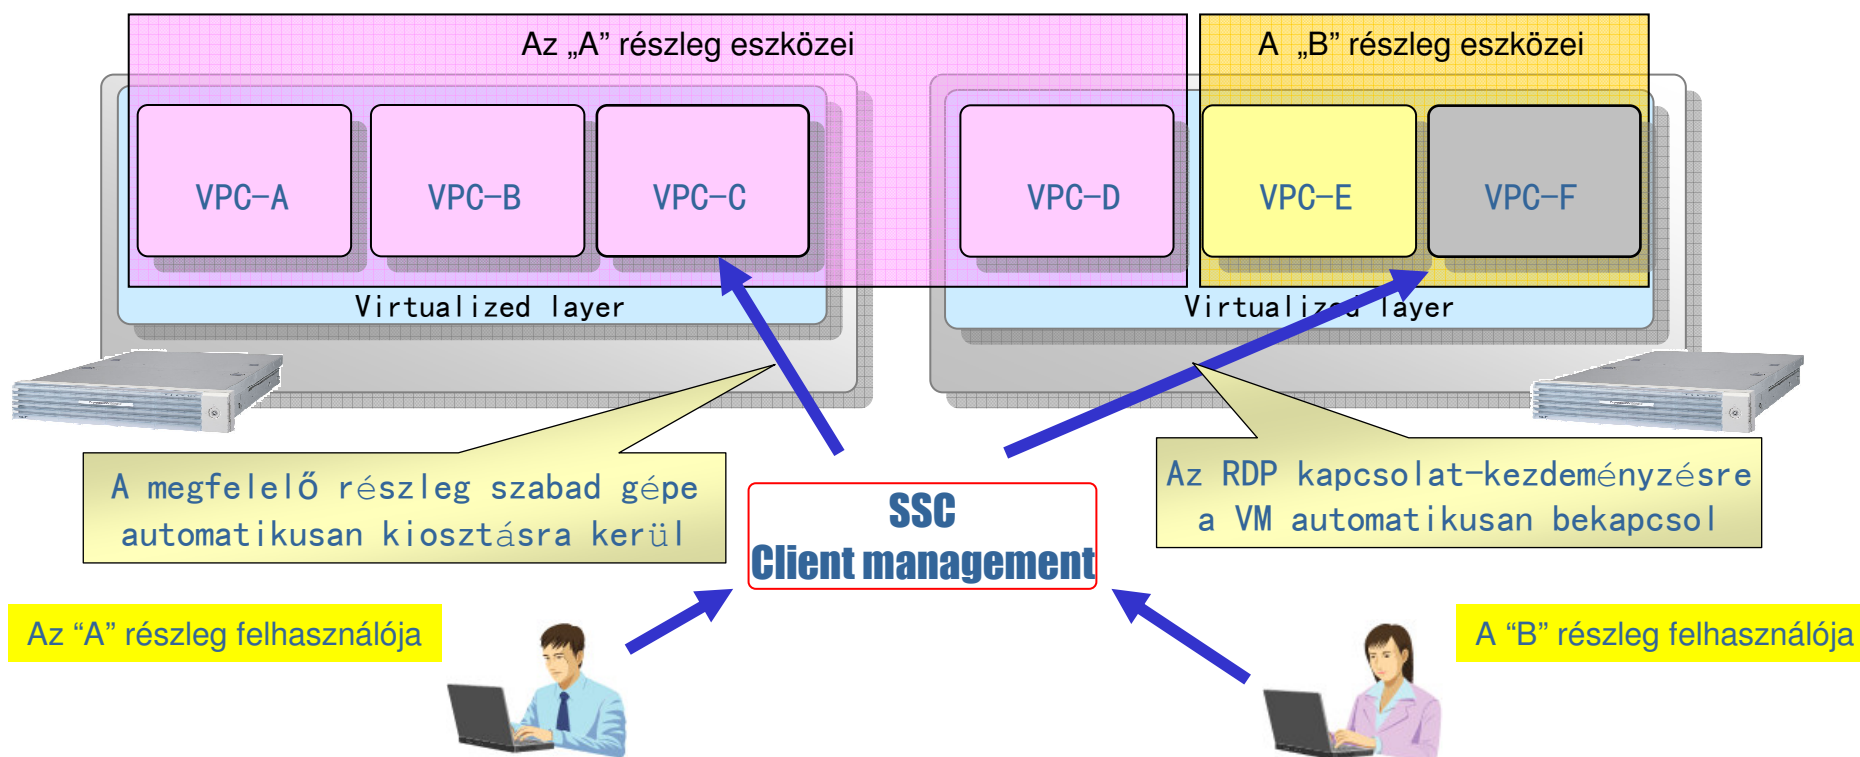 Az „A” részleg eszközei
A „B” részleg eszközei
VPC-A
VPC-B
VPC-C
VPC-D
VPC-E
VPC-F
Virtualized layer
Virtualized layer
A megfelelő részleg szabad gépe
automatikusan kiosztásra kerül
Az RDP kapcsolat-kezdeményzésre
a VM automatikusan bekapcsol
SSC
Client management
Az “A” részleg felhasználója
A “B” részleg felhasználója